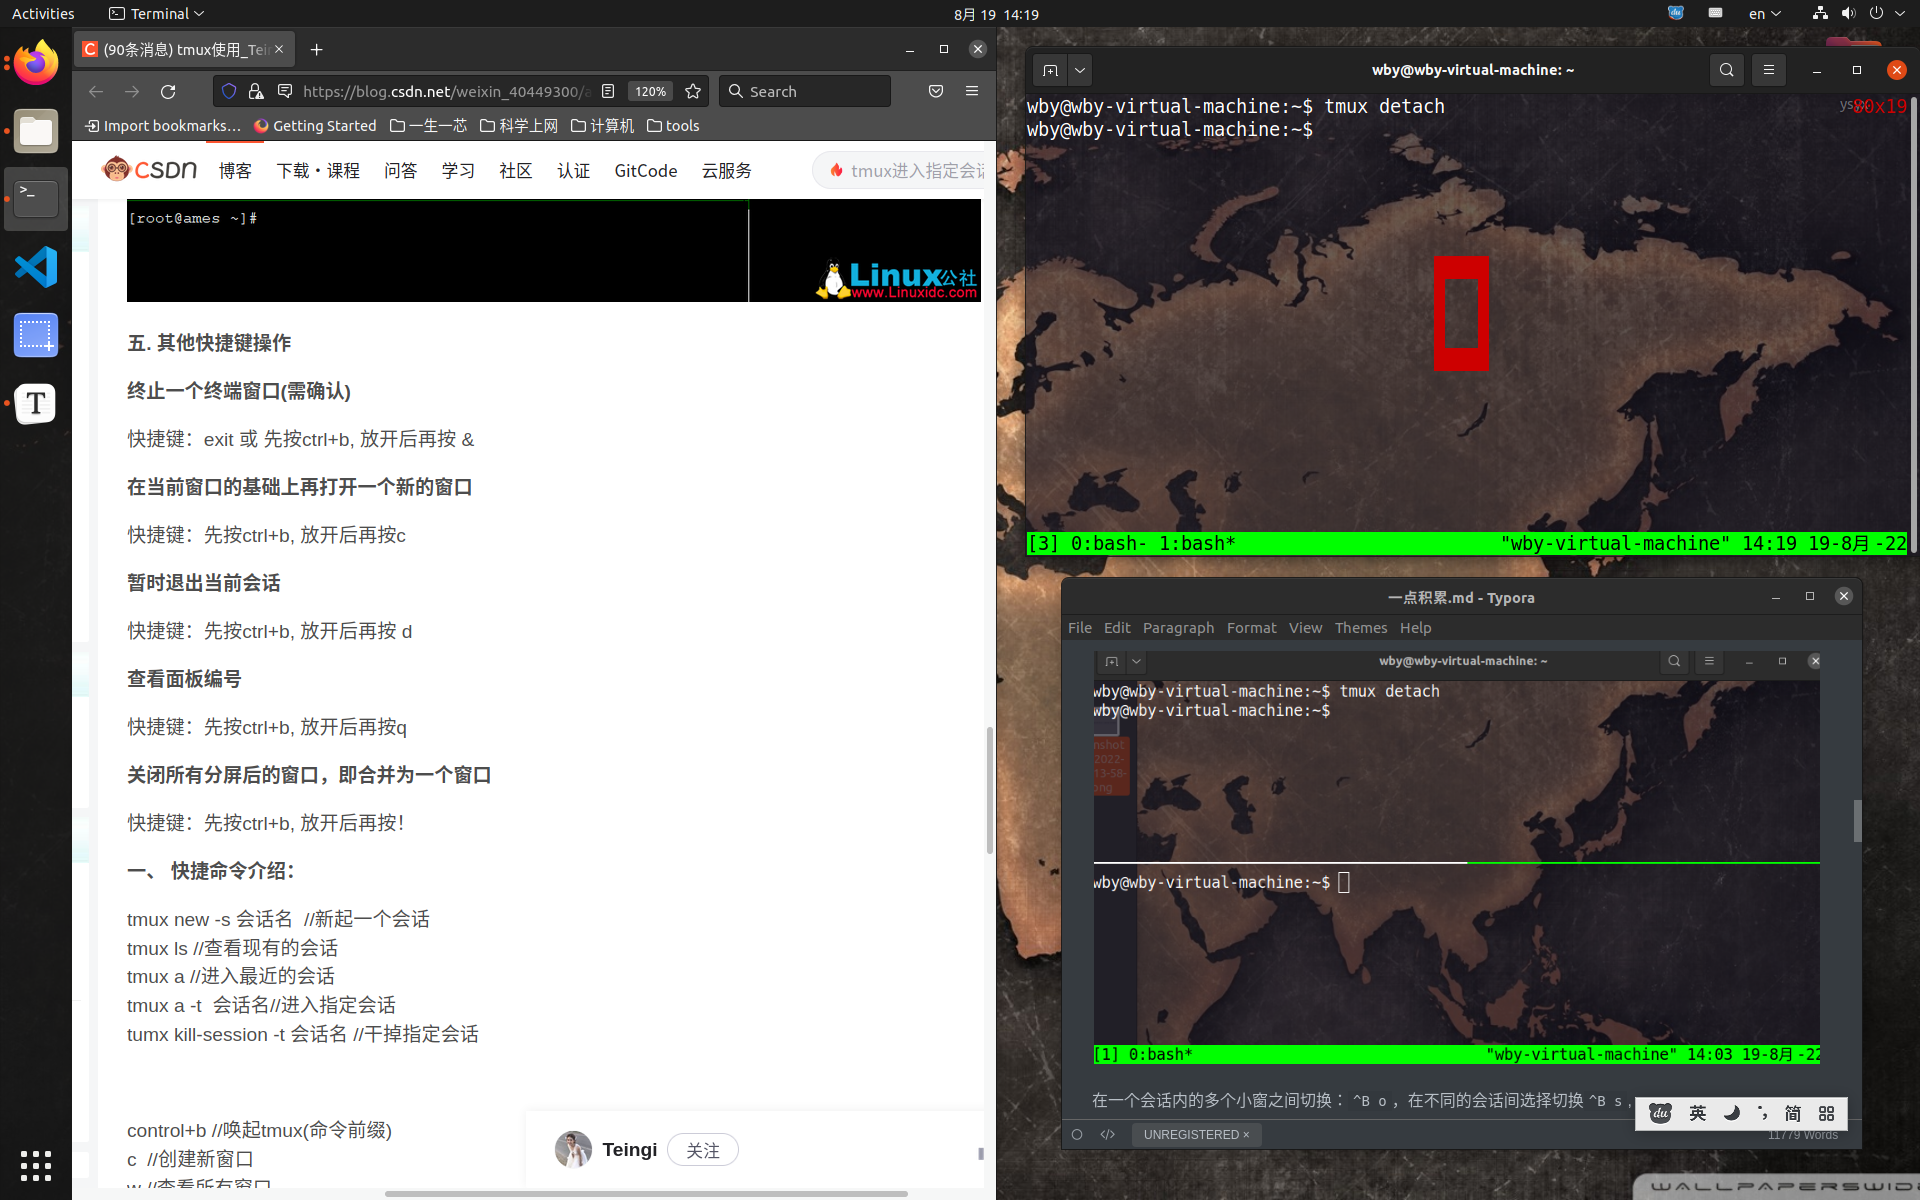 Activities
Terminal
8月 19 14:19
en
(90条消息) tmux使用_Tein
https://blog.csdn.net/weixin_40449300/a
120%
Search
Import bookmarks…
Getting Started
一生一芯
科学上网
计算机
tools
CSDN
博客
下载・课程
问答
学习
社区
认证
GitCode
云服务
tmux进入指定会话
[root@ames ~]#
Linux公社
www.Linuxidc.com
五. 其他快捷键操作
终止一个终端窗口(需确认)
快捷键：exit 或 先按ctrl+b, 放开后再按 &
在当前窗口的基础上再打开一个新的窗口
快捷键：先按ctrl+b, 放开后再按c
暂时退出当前会话
快捷键：先按ctrl+b, 放开后再按 d
查看面板编号
快捷键：先按ctrl+b, 放开后再按q
关闭所有分屏后的窗口，即合并为一个窗口
快捷键：先按ctrl+b, 放开后再按！
一、 快捷命令介绍：
tmux new -s 会话名  //新起一个会话
tmux ls //查看现有的会话
tmux a //进入最近的会话
tmux a -t  会话名//进入指定会话
tumx kill-session -t 会话名 //干掉指定会话
control+b //唤起tmux(命令前缀)
c  //创建新窗口
w //查看所有窗口
Teingi
关注
wby@wby-virtual-machine: ~
wby@wby-virtual-machine:~$ tmux detach
80x19
wby@wby-virtual-machine:~$
0
[3] 0:bash- 1:bash*
"wby-virtual-machine" 14:19 19-8月 -22
一点积累.md - Typora
File Edit Paragraph Format View Themes Help
wby@wby-virtual-machine: ~
wby@wby-virtual-machine:~$ tmux detach
wby@wby-virtual-machine:~$
nshot
2022-
13-58-
png
wby@wby-virtual-machine:~$
[1] 0:bash*
"wby-virtual-machine" 14:03 19-8月 -22
在一个会话内的多个小窗之间切换：^B o，在不同的会话间选择切换 ^B s，
du 英 简
UNREGISTERED ×
11779 Words
WALLPAPERSWIDE